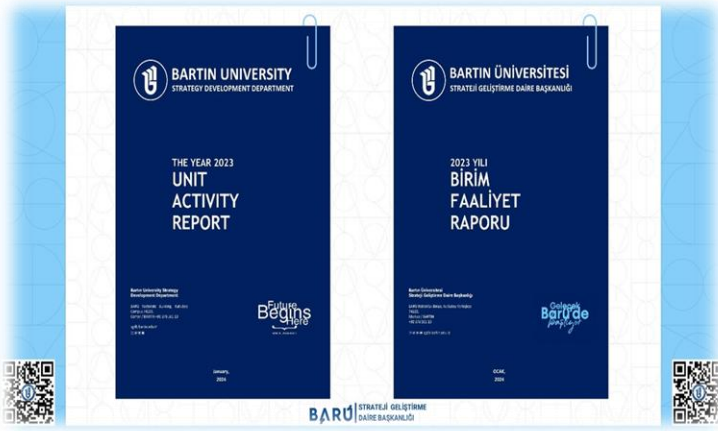 BARTIN UNIVERSITY
STRATEGY DEVELOPMENT DEPARTMENT
THE YEAR 2023
UNIT
ACTIVITY
REPORT
Bartın University Strategy
Development Department
Future
Begins
Here
January,
2024
BARTIN ÜNİVERSİTESİ
STRATEJİ GELİŞTİRME DAİRE BAŞKANLIĞI
2023 YILI
BİRİM
FAALİYET
RAPORU
Bartın Üniversitesi
Strateji Geliştirme Daire Başkanlığı
Gelecek
Barü'de
başlıyor
OCAK,
2024
BARÜ STRATEJİ GELİŞTİRME
DAİRE BAŞKANLIĞI